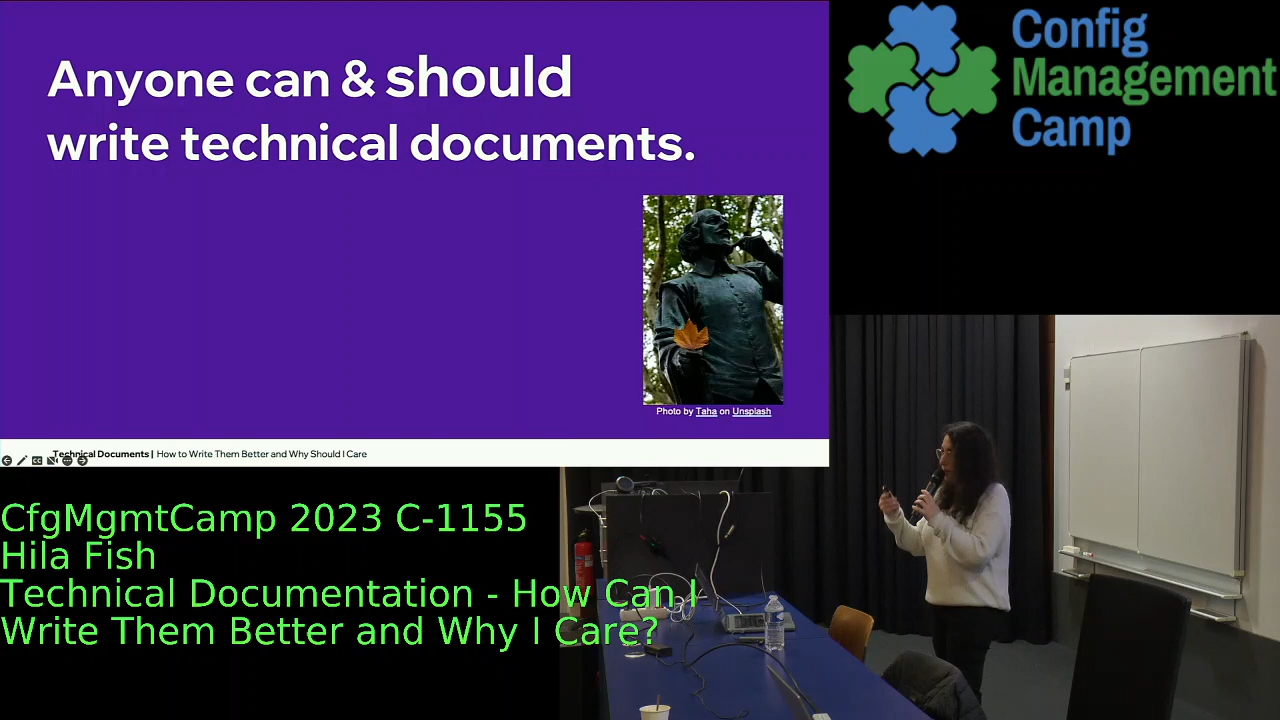 Anyone can & should
write technical documents.
Photo by Taha on Unsplash
Technical Documents | How to Write Them Better and Why Should I Care
Config
Management
Camp
CfgMgmtCamp 2023 C-1155
Hila Fish
Technical Documentation - How Can I
Write Them Better and Why I Care?